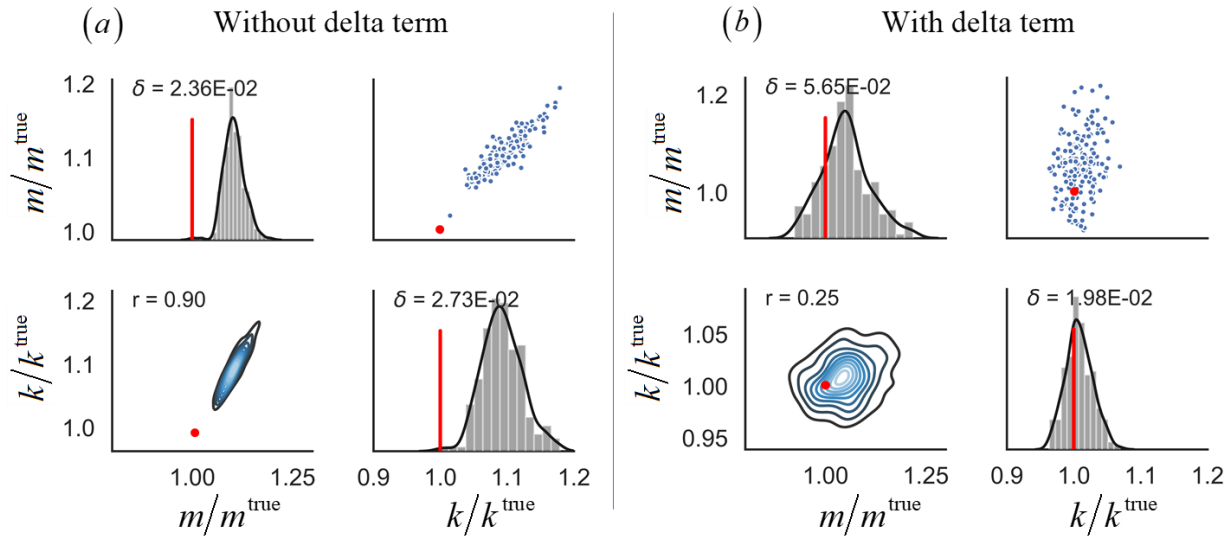 (a) Without delta term
1.2
1.1
1.0
m/m^true
δ = 2.36E-02
1.2
1.1
1.0
k/k^true
r = 0.90
δ = 2.73E-02
1.00 1.25
m/m^true
0.9 1.0 1.1 1.2
k/k^true
(b) With delta term
1.2
1.0
m/m^true
δ = 5.65E-02
1.05
1.00
0.95
k/k^true
r = 0.25
δ = 1.98E-02
1.00 1.25
m/m^true
0.9 1.0 1.1 1.2
k/k^true